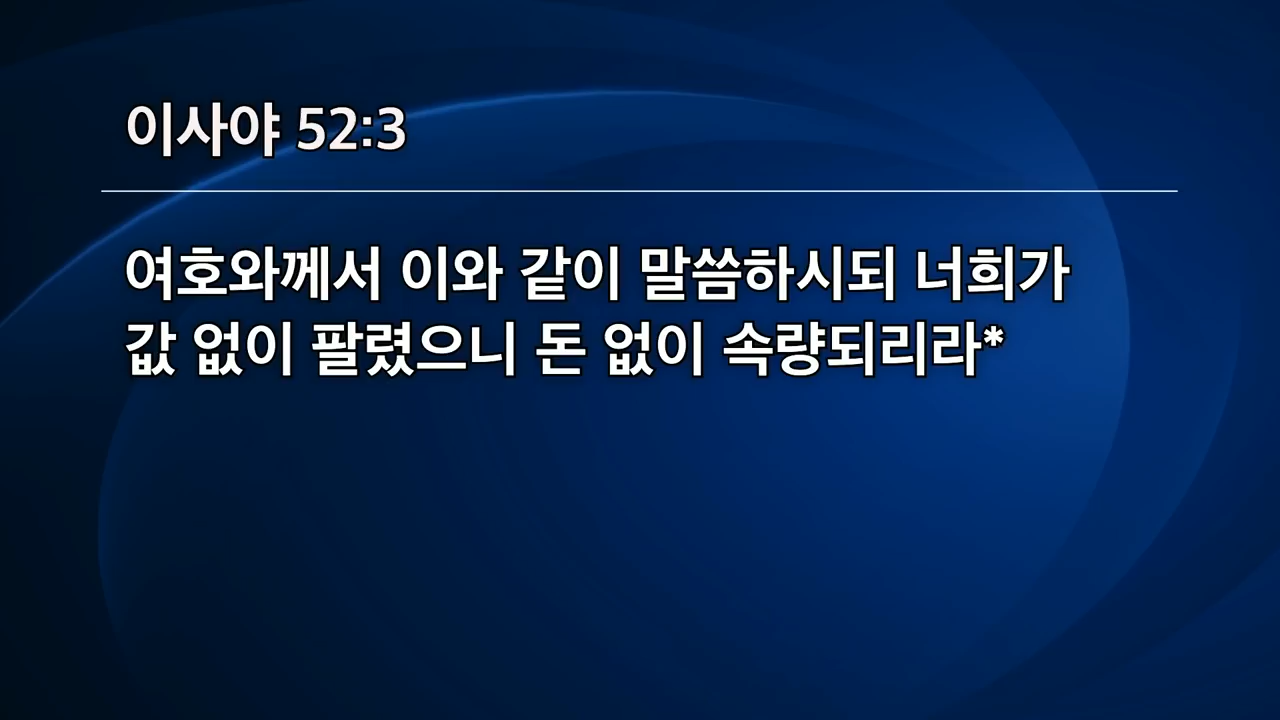 이사야 52:3
여호와께서 이와 같이 말씀하시되 너희가
값 없이 팔렸으니 돈 없이 속량되리라*